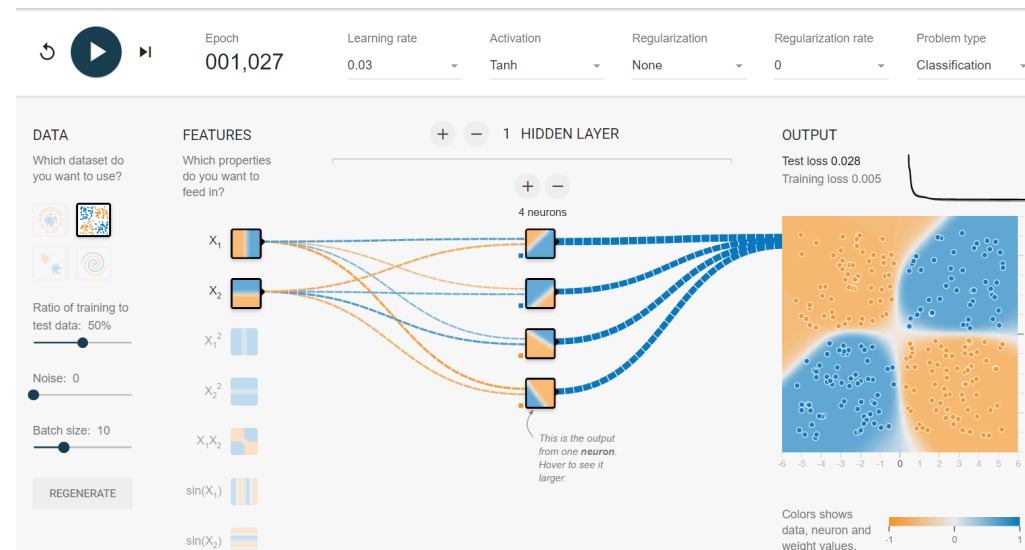 Epoch
001,027
Learning rate
0.03
Activation
Tanh
Regularization
None
Regularization rate
0
Problem type
Classification
DATA
Which dataset do
you want to use?
Ratio of training to
test data: 50%
Noise: 0
Batch size: 10
REGENERATE
FEATURES
Which properties
do you want to
feed in?
X₁
X₂
X₁²
X₂²
X₁X₂
sin(X₁)
sin(X₂)
+ − 1 HIDDEN LAYER
+ −
4 neurons
This is the output
from one neuron.
Hover to see it
larger.
OUTPUT
Test loss 0.028
Training loss 0.005
-6 -5 -4 -3 -2 -1 0 1 2 3 4 5 6
Colors shows
data, neuron and
weight values.
-1 0 1